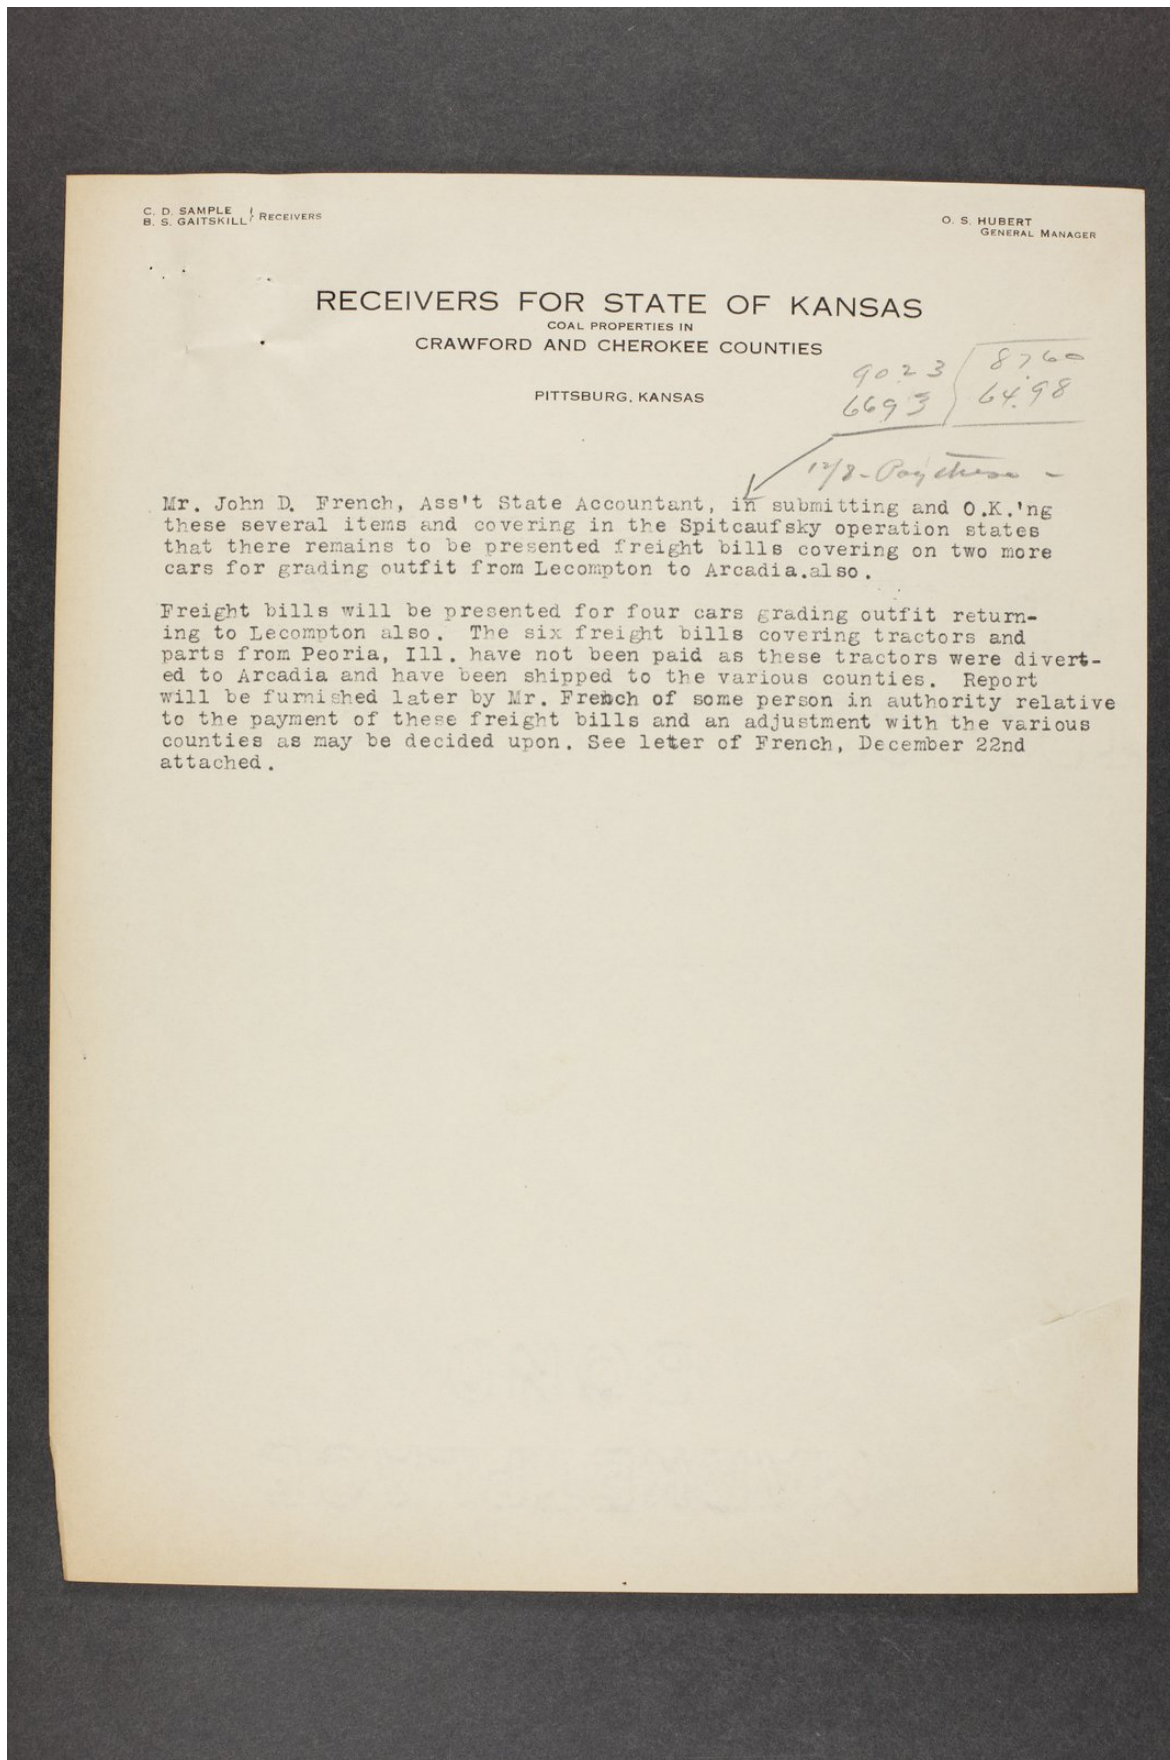 C. D. SAMPLE
B. S. GAITSKILL } RECEIVERS
O. S. HUBERT
GENERAL MANAGER
RECEIVERS FOR STATE OF KANSAS
COAL PROPERTIES IN
CRAWFORD AND CHEROKEE COUNTIES
PITTSBURG, KANSAS
90.23 8760
6693 64.98
12/8 - Pay these -
Mr. John D. French, Ass't State Accountant, in submitting and O.K.'ng
these several items and covering in the Spitcaufsky operation states
that there remains to be presented freight bills covering on two more
cars for grading outfit from Lecompton to Arcadia.also.
Freight bills will be presented for four cars grading outfit return-
ing to Lecompton also. The six freight bills covering tractors and
parts from Peoria, Ill. have not been paid as these tractors were divert-
ed to Arcadia and have been shipped to the various counties. Report
will be furnished later by Mr. French of some person in authority relative
to the payment of these freight bills and an adjustment with the various
counties as may be decided upon. See leter of French, December 22nd
attached.